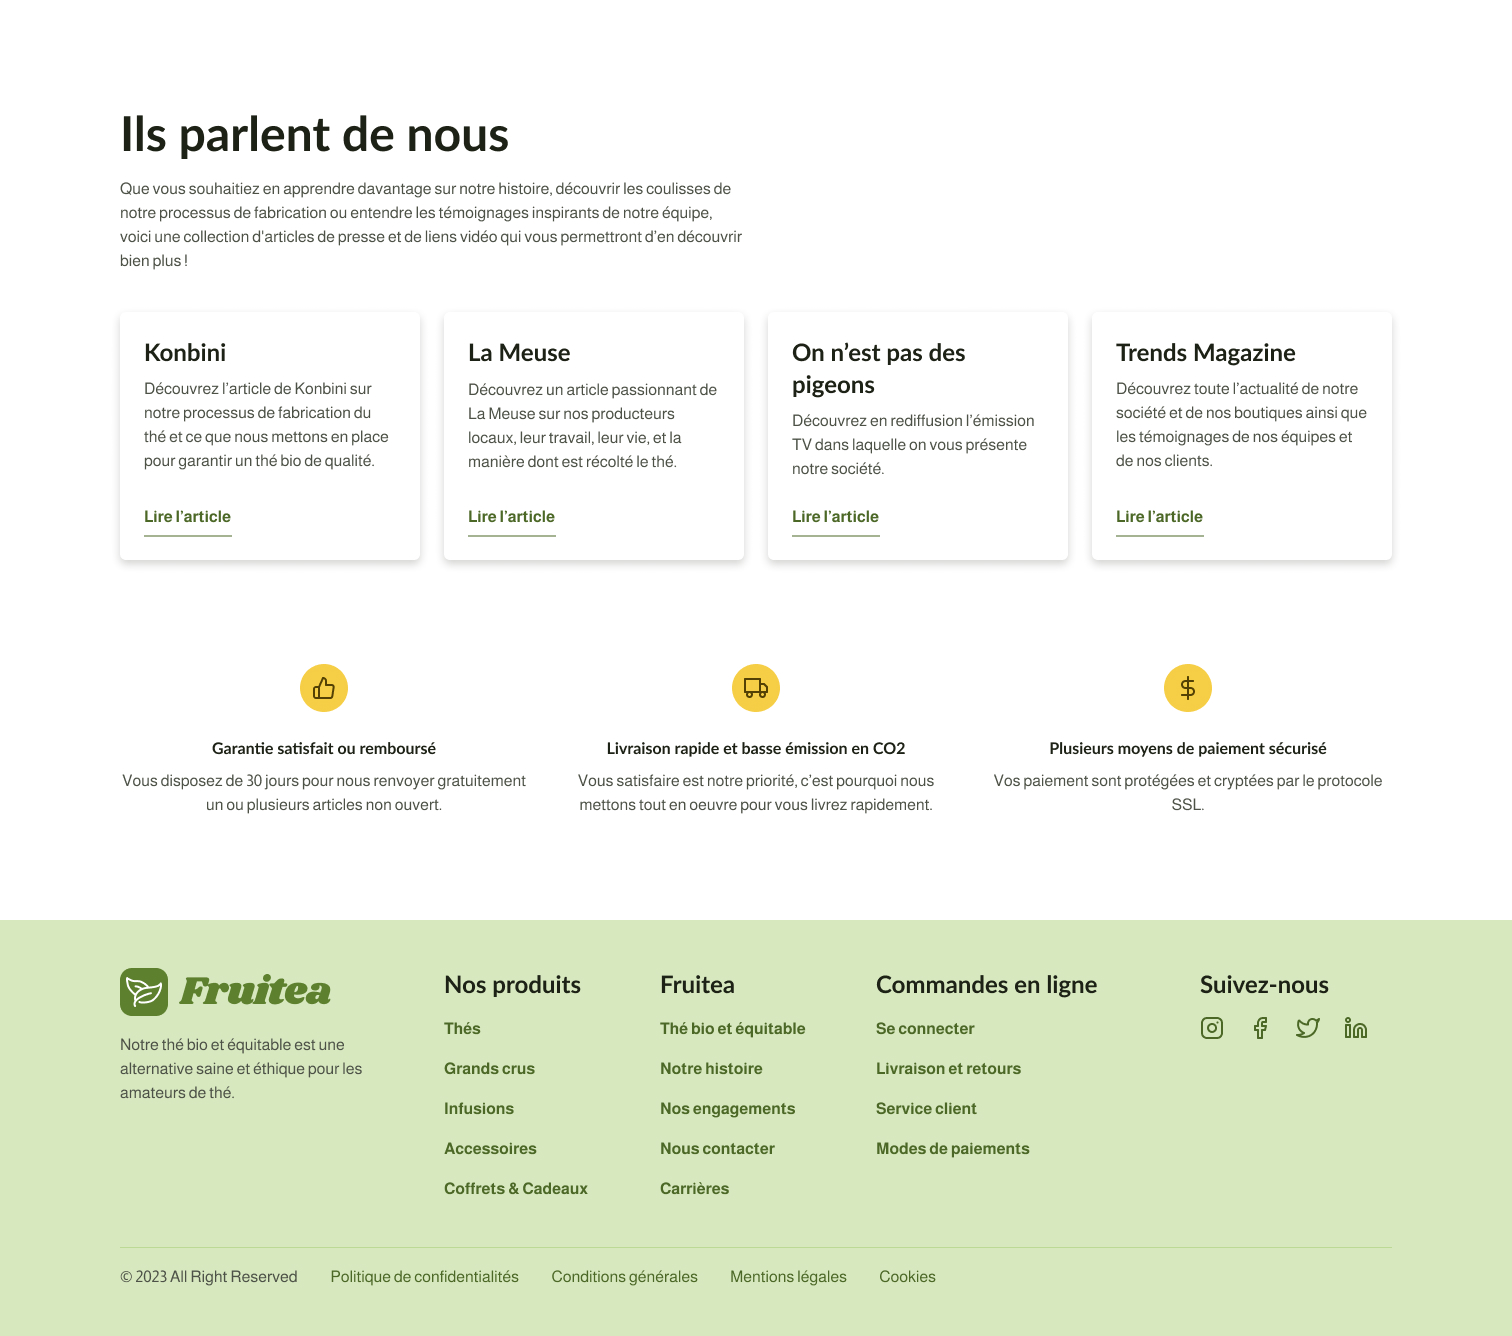 Ils parlent de nous
Que vous souhaitiez en apprendre davantage sur notre histoire, découvrir les coulisses de
notre processus de fabrication ou entendre les témoignages inspirants de notre équipe,
voici une collection d'articles de presse et de liens vidéo qui vous permettront d’en découvrir
bien plus !
Konbini
Découvrez l’article de Konbini sur
notre processus de fabrication du
thé et ce que nous mettons en place
pour garantir un thé bio de qualité.
Lire l’article
La Meuse
Découvrez un article passionnant de
La Meuse sur nos producteurs
locaux, leur travail, leur vie, et la
manière dont est récolté le thé.
Lire l’article
On n’est pas des
pigeons
Découvrez en rediffusion l’émission
TV dans laquelle on vous présente
notre société.
Lire l’article
Trends Magazine
Découvrez toute l’actualité de notre
société et de nos boutiques ainsi que
les témoignages de nos équipes et
de nos clients.
Lire l’article
Garantie satisfait ou remboursé
Vous disposez de 30 jours pour nous renvoyer gratuitement
un ou plusieurs articles non ouvert.
Livraison rapide et basse émission en CO2
Vous satisfaire est notre priorité, c’est pourquoi nous
mettons tout en oeuvre pour vous livrez rapidement.
Plusieurs moyens de paiement sécurisé
Vos paiement sont protégées et cryptées par le protocole
SSL.
Fruitea
Notre thé bio et équitable est une
alternative saine et éthique pour les
amateurs de thé.
Nos produits
Thés
Grands crus
Infusions
Accessoires
Coffrets & Cadeaux
Fruitea
Thé bio et équitable
Notre histoire
Nos engagements
Nous contacter
Carrières
Commandes en ligne
Se connecter
Livraison et retours
Service client
Modes de paiements
Suivez-nous
© 2023 All Right Reserved
Politique de confidentialités
Conditions générales
Mentions légales
Cookies